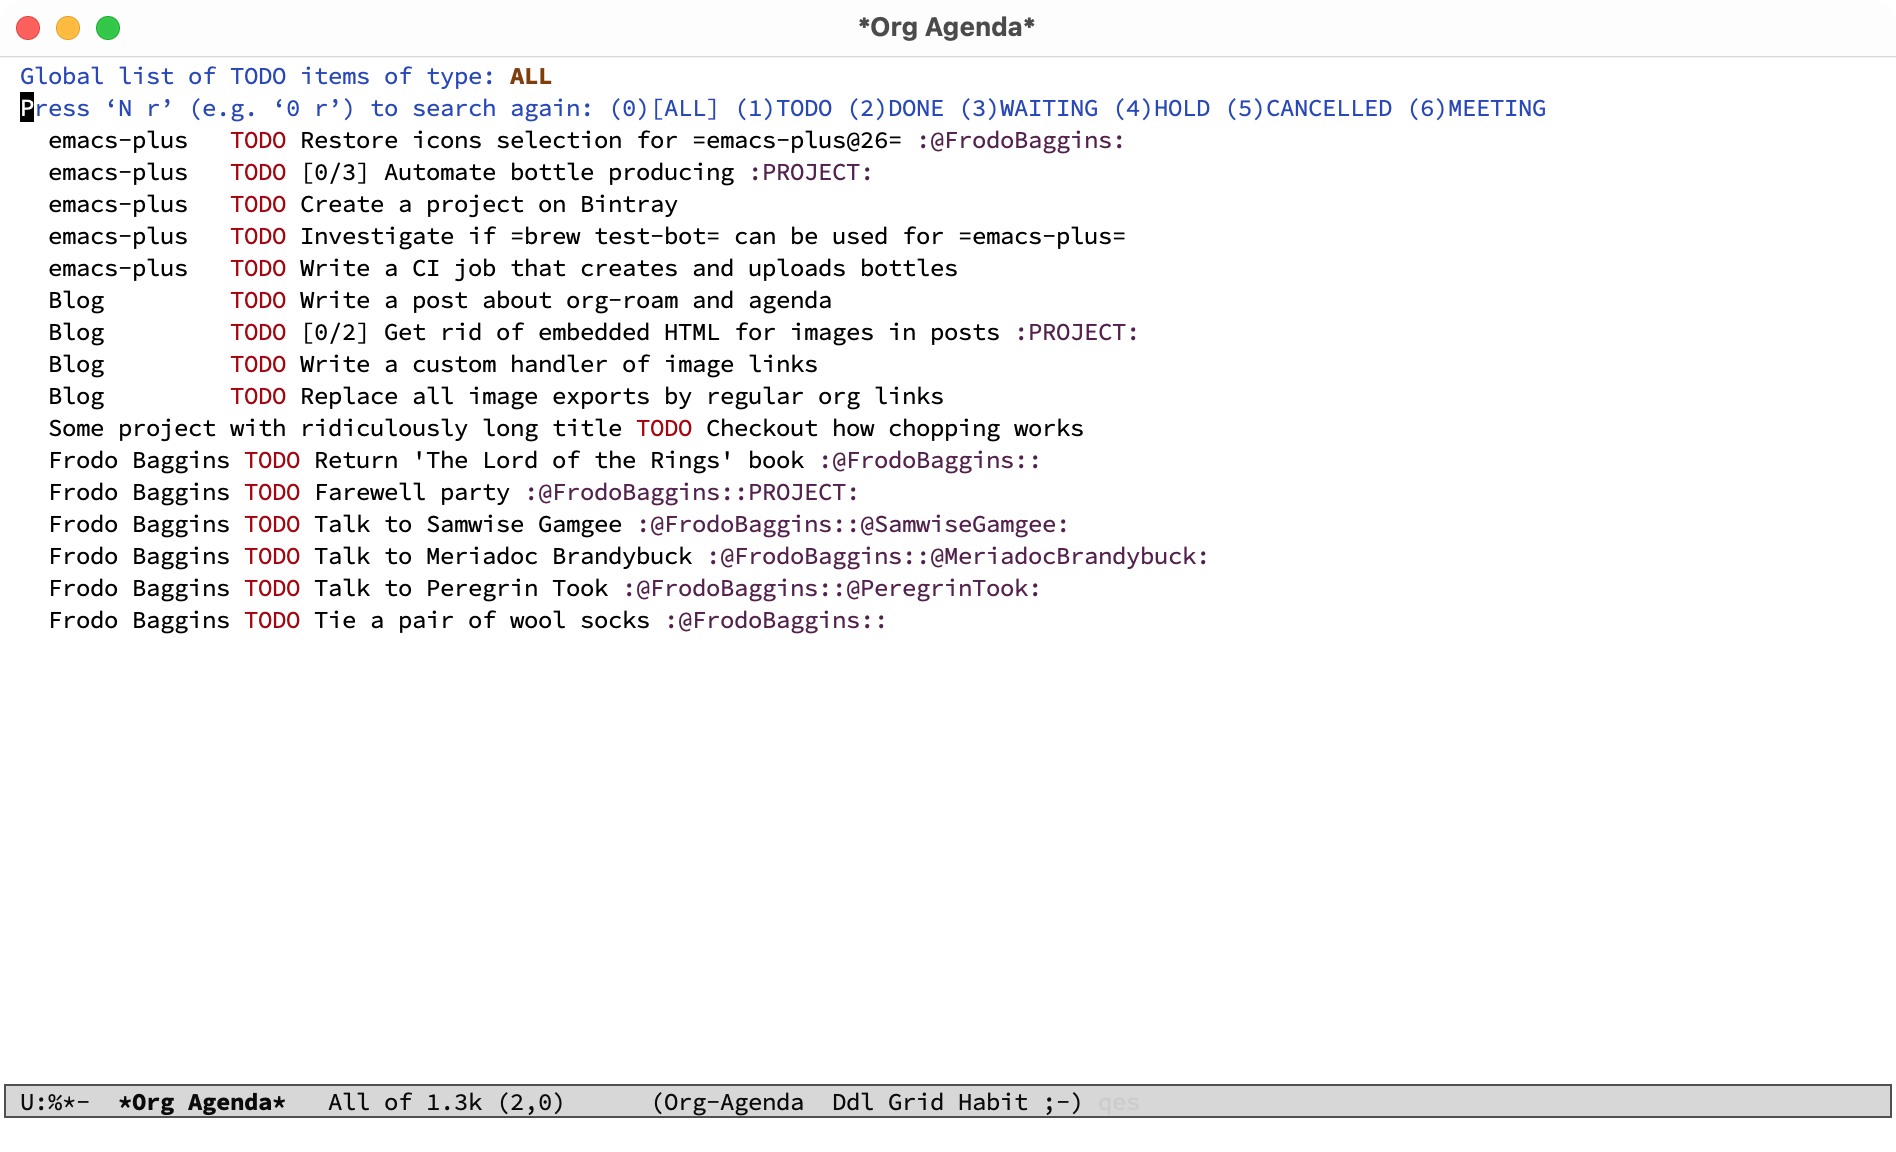 *Org Agenda*
Global list of TODO items of type: ALL
Press ‘N r’ (e.g. ‘0 r’) to search again: (0)[ALL] (1)TODO (2)DONE (3)WAITING (4)HOLD (5)CANCELLED (6)MEETING
emacs-plus   TODO Restore icons selection for =emacs-plus@26= :@FrodoBaggins:
emacs-plus   TODO [0/3] Automate bottle producing :PROJECT:
emacs-plus   TODO Create a project on Bintray
emacs-plus   TODO Investigate if =brew test-bot= can be used for =emacs-plus=
emacs-plus   TODO Write a CI job that creates and uploads bottles
Blog         TODO Write a post about org-roam and agenda
Blog         TODO [0/2] Get rid of embedded HTML for images in posts :PROJECT:
Blog         TODO Write a custom handler of image links
Blog         TODO Replace all image exports by regular org links
Some project with ridiculously long title TODO Checkout how chopping works
Frodo Baggins TODO Return 'The Lord of the Rings' book :@FrodoBaggins::
Frodo Baggins TODO Farewell party :@FrodoBaggins::PROJECT:
Frodo Baggins TODO Talk to Samwise Gamgee :@FrodoBaggins::@SamwiseGamgee:
Frodo Baggins TODO Talk to Meriadoc Brandybuck :@FrodoBaggins::@MeriadocBrandybuck:
Frodo Baggins TODO Talk to Peregrin Took :@FrodoBaggins::@PeregrinTook:
Frodo Baggins TODO Tie a pair of wool socks :@FrodoBaggins::
U:%*-  *Org Agenda*   All of 1.3k (2,0)      (Org-Agenda  Ddl Grid Habit ;-) qes